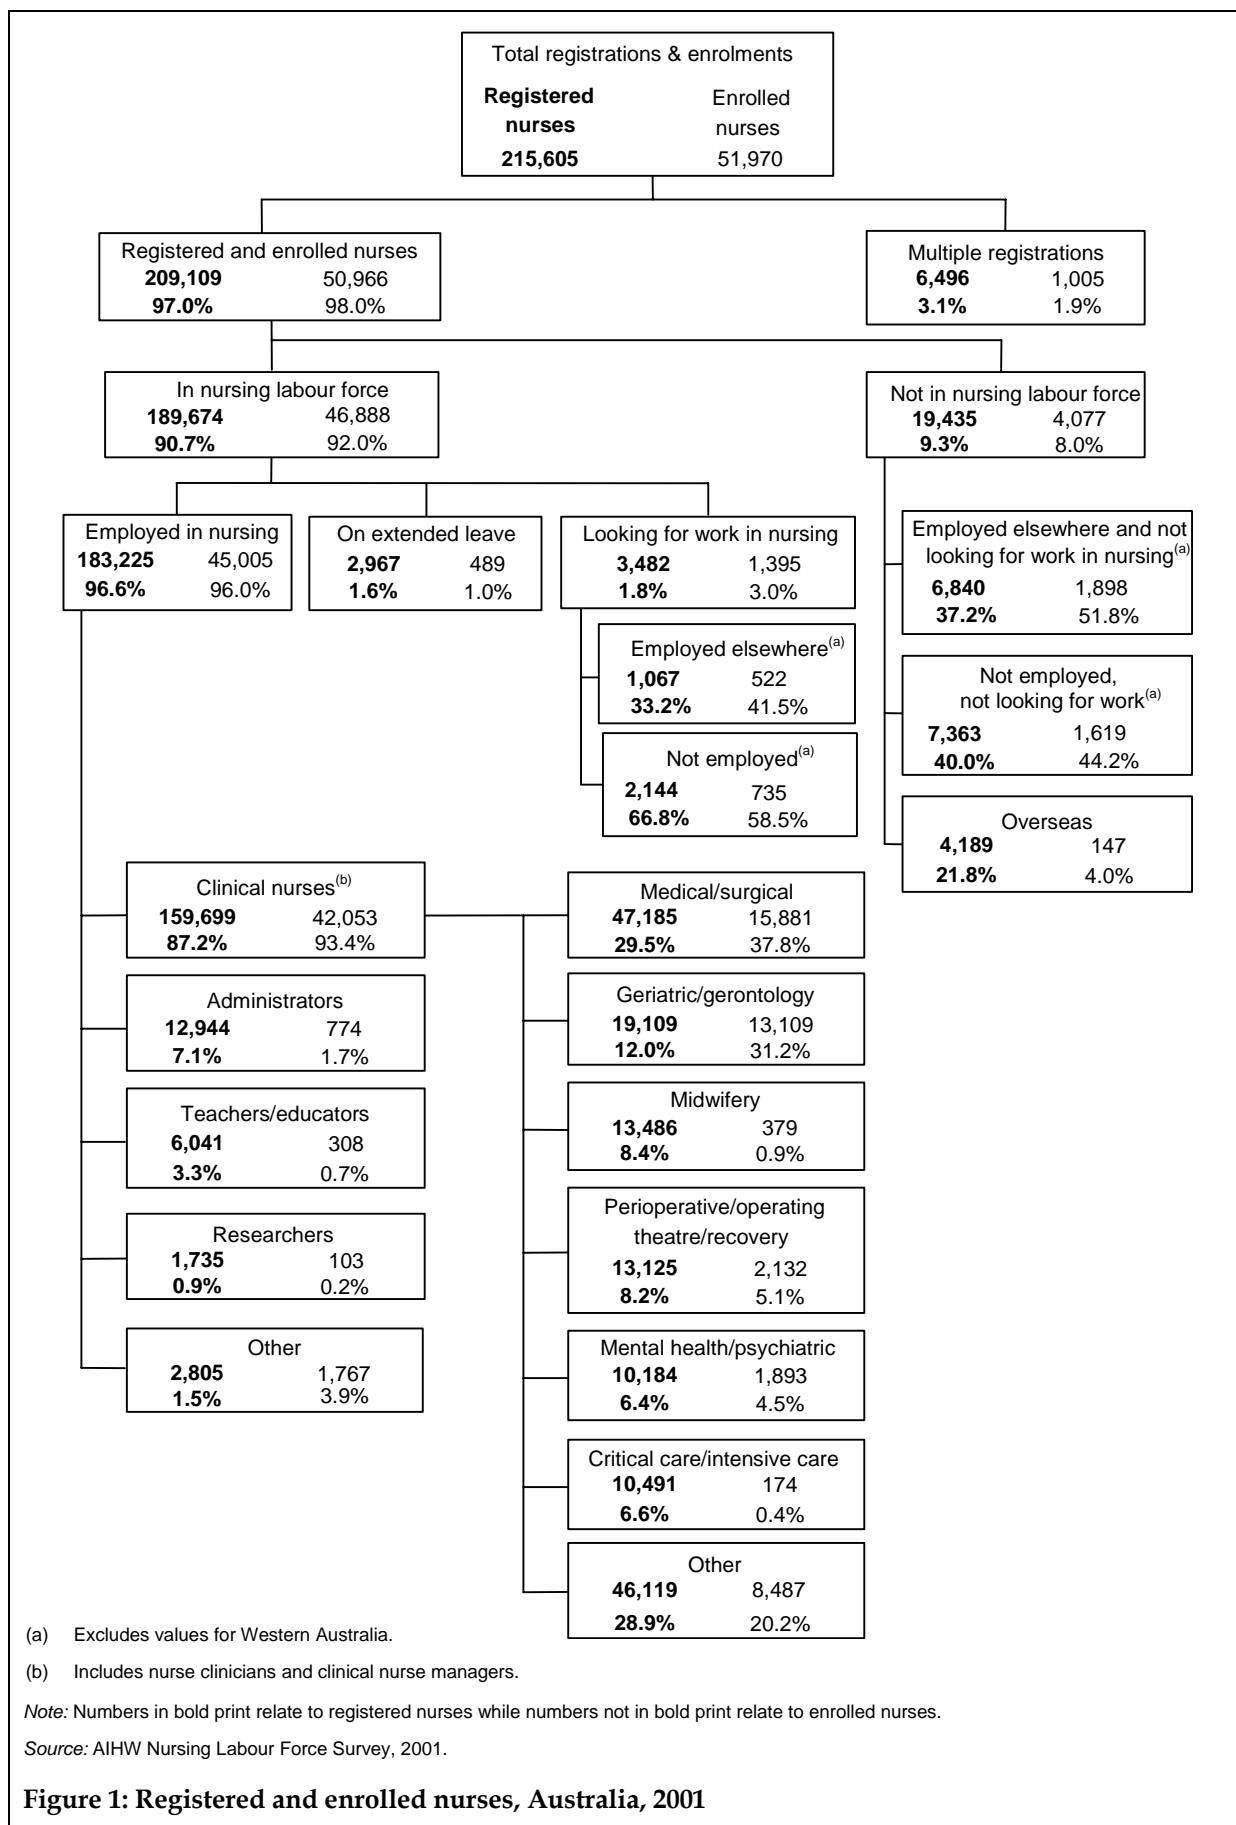 Total registrations & enrolments
Registered nurses
Enrolled nurses
215,605 51,970
Registered and enrolled nurses
209,109 50,966
97.0% 98.0%
Multiple registrations
6,496 1,005
3.1% 1.9%
In nursing labour force
189,674 46,888
90.7% 92.0%
Not in nursing labour force
19,435 4,077
9.3% 8.0%
Employed in nursing
183,225 45,005
96.6% 96.0%
On extended leave
2,967 489
1.6% 1.0%
Looking for work in nursing
3,482 1,395
1.8% 3.0%
Employed elsewhere and not
looking for work in nursing(a)
6,840 1,898
37.2% 51.8%
Employed elsewhere(a)
1,067 522
33.2% 41.5%
Not employed,
not looking for work(a)
7,363 1,619
40.0% 44.2%
Not employed(a)
2,144 735
66.8% 58.5%
Overseas
4,189 147
21.8% 4.0%
Clinical nurses(b)
159,699 42,053
87.2% 93.4%
Administrators
12,944 774
7.1% 1.7%
Teachers/educators
6,041 308
3.3% 0.7%
Researchers
1,735 103
0.9% 0.2%
Other
2,805 1,767
1.5% 3.9%
Medical/surgical
47,185 15,881
29.5% 37.8%
Geriatric/gerontology
19,109 13,109
12.0% 31.2%
Midwifery
13,486 379
8.4% 0.9%
Perioperative/operating
theatre/recovery
13,125 2,132
8.2% 5.1%
Mental health/psychiatric
10,184 1,893
6.4% 4.5%
Critical care/intensive care
10,491 174
6.6% 0.4%
Other
46,119 8,487
28.9% 20.2%
(a) Excludes values for Western Australia.
(b) Includes nurse clinicians and clinical nurse managers.
Note: Numbers in bold print relate to registered nurses while numbers not in bold print relate to enrolled nurses.
Source: AIHW Nursing Labour Force Survey, 2001.
Figure 1: Registered and enrolled nurses, Australia, 2001